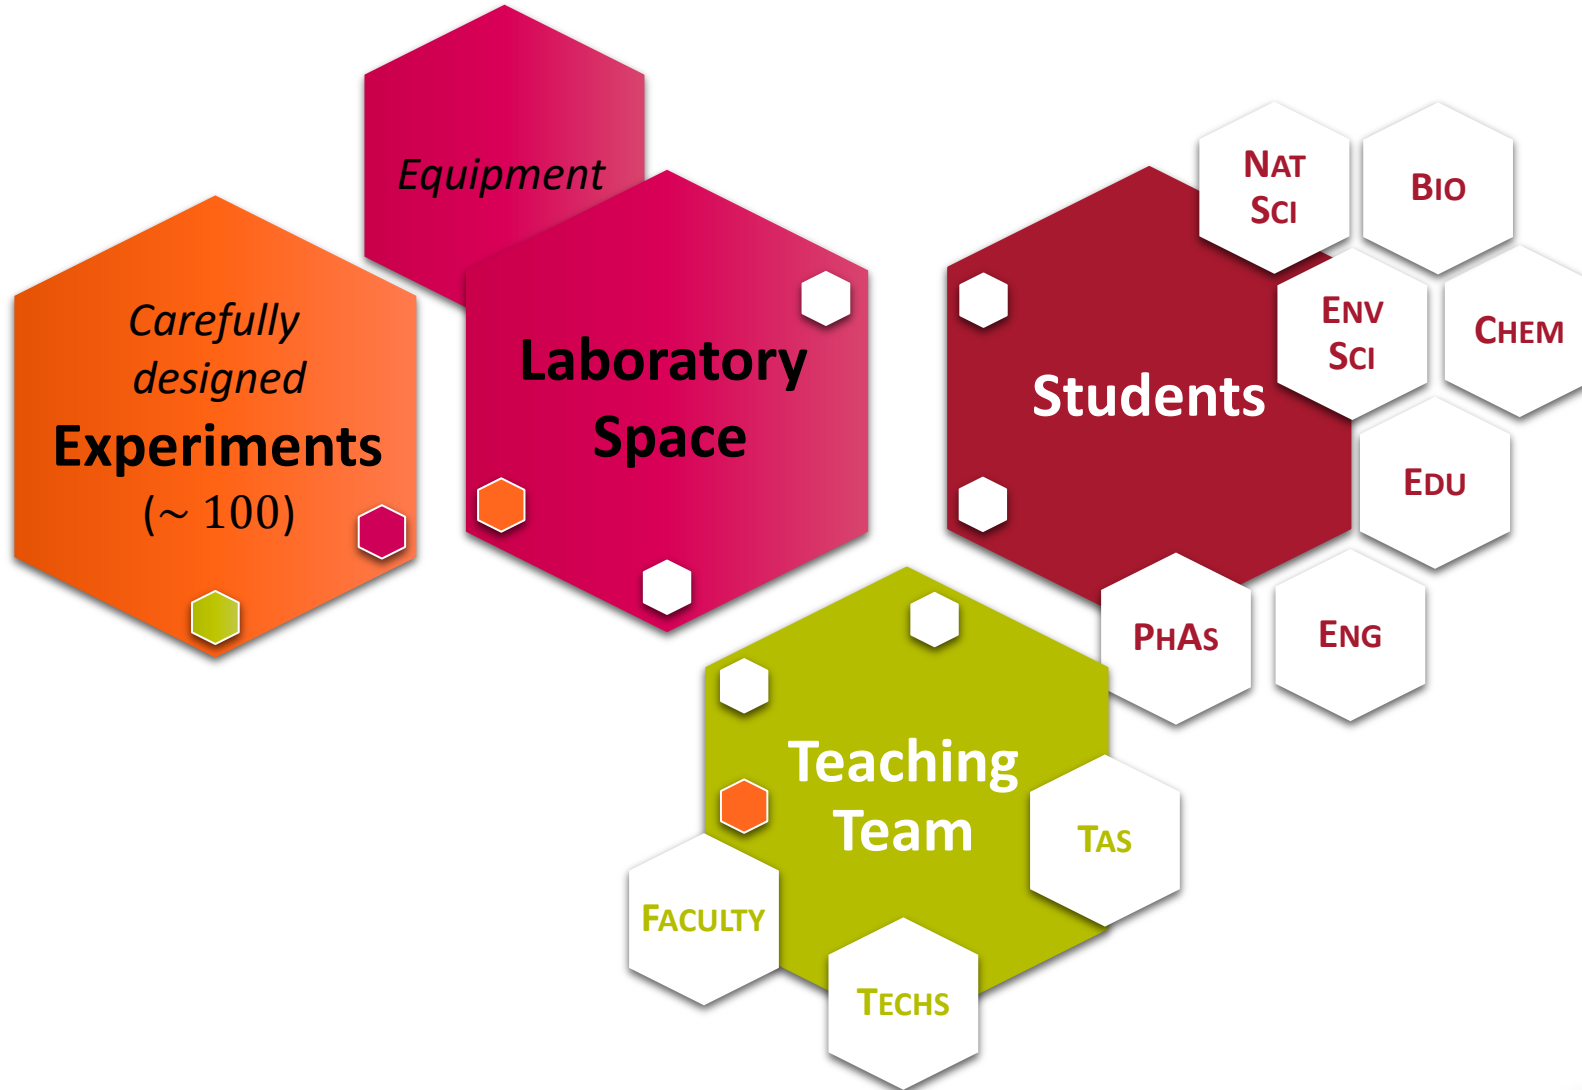 Equipment
Carefully
designed
Experiments
(~ 100)
Laboratory
Space
Students
NAT
SCI
BIO
ENV
SCI
CHEM
EDU
PHAS
ENG
Teaching
Team
TAS
FACULTY
TECHS